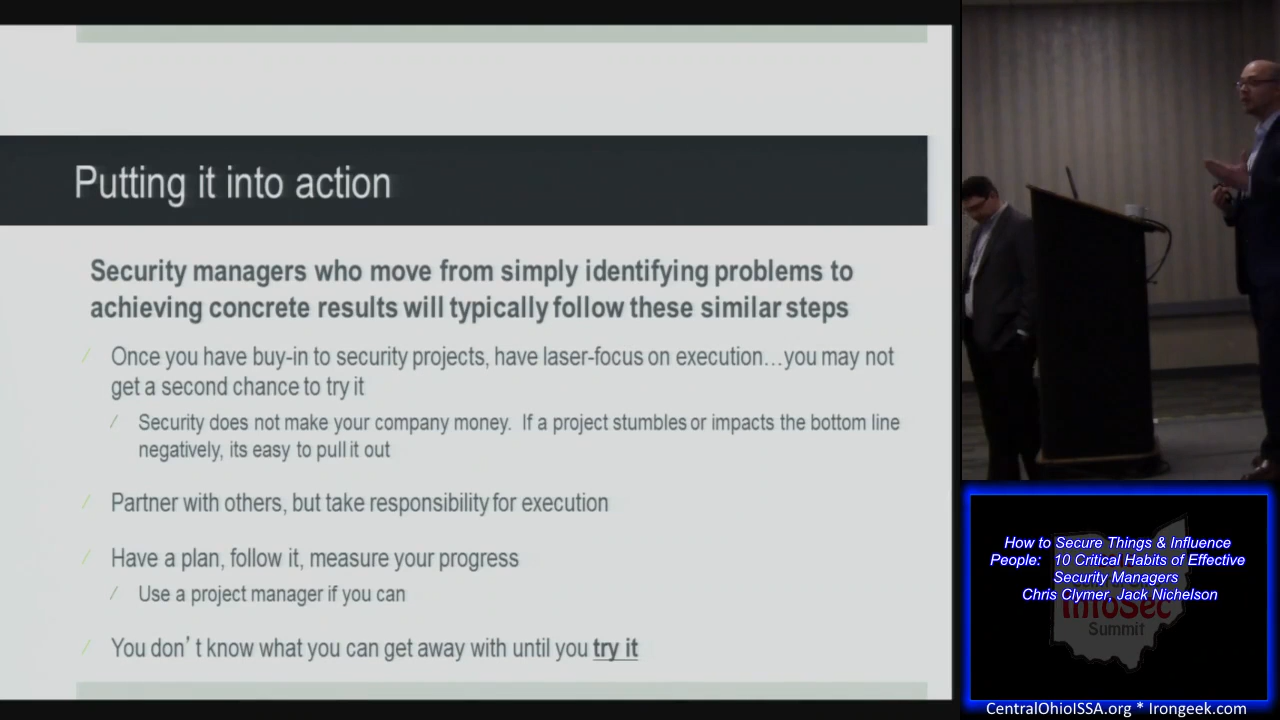 Putting it into action
Security managers who move from simply identifying problems to
achieving concrete results will typically follow these similar steps
Once you have buy-in to security projects, have laser-focus on execution…you may not
get a second chance to try it
Security does not make your company money. If a project stumbles or impacts the bottom line
negatively, its easy to pull it out
Partner with others, but take responsibility for execution
Have a plan, follow it, measure your progress
Use a project manager if you can
You don't know what you can get away with until you try it
How to Secure Things & Influence
People: 10 Critical Habits of Effective
Security Managers
Chris Clymer, Jack Nichelson
InfoSec
Summit
CentralOhioISSA.org * Irongeek.com